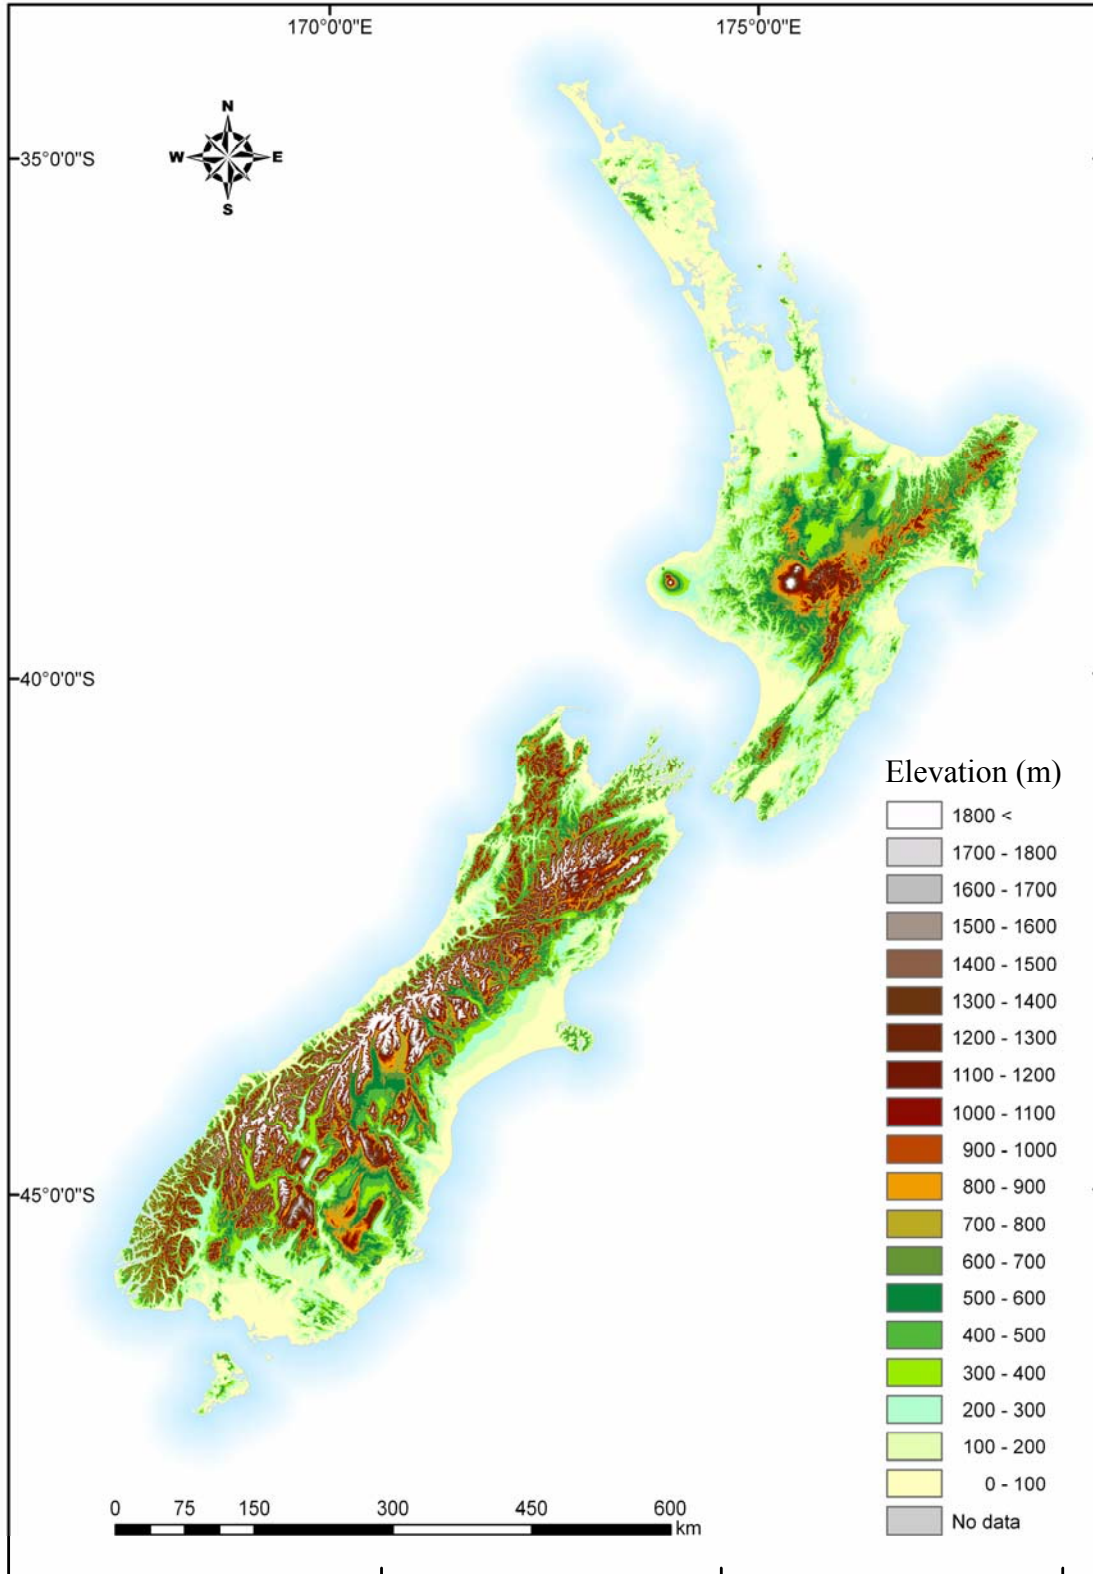 170°0'0"E
175°0'0"E
N
W
E
S
35°0'0"S
40°0'0"S
45°0'0"S
Elevation (m)
1800 <
1700 - 1800
1600 - 1700
1500 - 1600
1400 - 1500
1300 - 1400
1200 - 1300
1100 - 1200
1000 - 1100
900 - 1000
800 - 900
700 - 800
600 - 700
500 - 600
400 - 500
300 - 400
200 - 300
100 - 200
0 - 100
No data
0 75 150 300 450 600
km